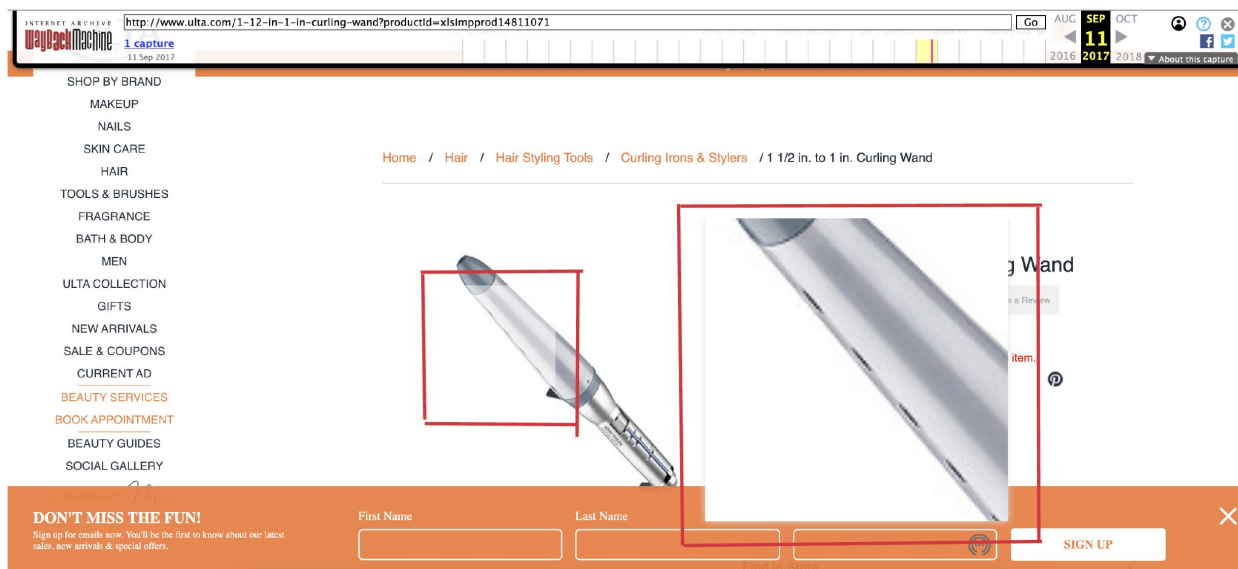 INTERNET ARCHIVE
WayBackMachine
http://www.ulta.com/1-12-in-1-in-curling-wand?productId=xlsImpprod14811071
Go
1 capture
11 Sep 2017
AUG SEP OCT
11
2016 2017 2018
About this capture
SHOP BY BRAND
MAKEUP
NAILS
SKIN CARE
HAIR
TOOLS & BRUSHES
FRAGRANCE
BATH & BODY
MEN
ULTA COLLECTION
GIFTS
NEW ARRIVALS
SALE & COUPONS
CURRENT AD
BEAUTY SERVICES
BOOK APPOINTMENT
BEAUTY GUIDES
SOCIAL GALLERY
Home / Hair / Hair Styling Tools / Curling Irons & Stylers / 1 1/2 in. to 1 in. Curling Wand
g Wand
a Review
item.
DON'T MISS THE FUN!
Sign up for emails now. You'll be the first to know about our latest
sales, new arrivals & special offers.
First Name
Last Name
SIGN UP
Find in Store